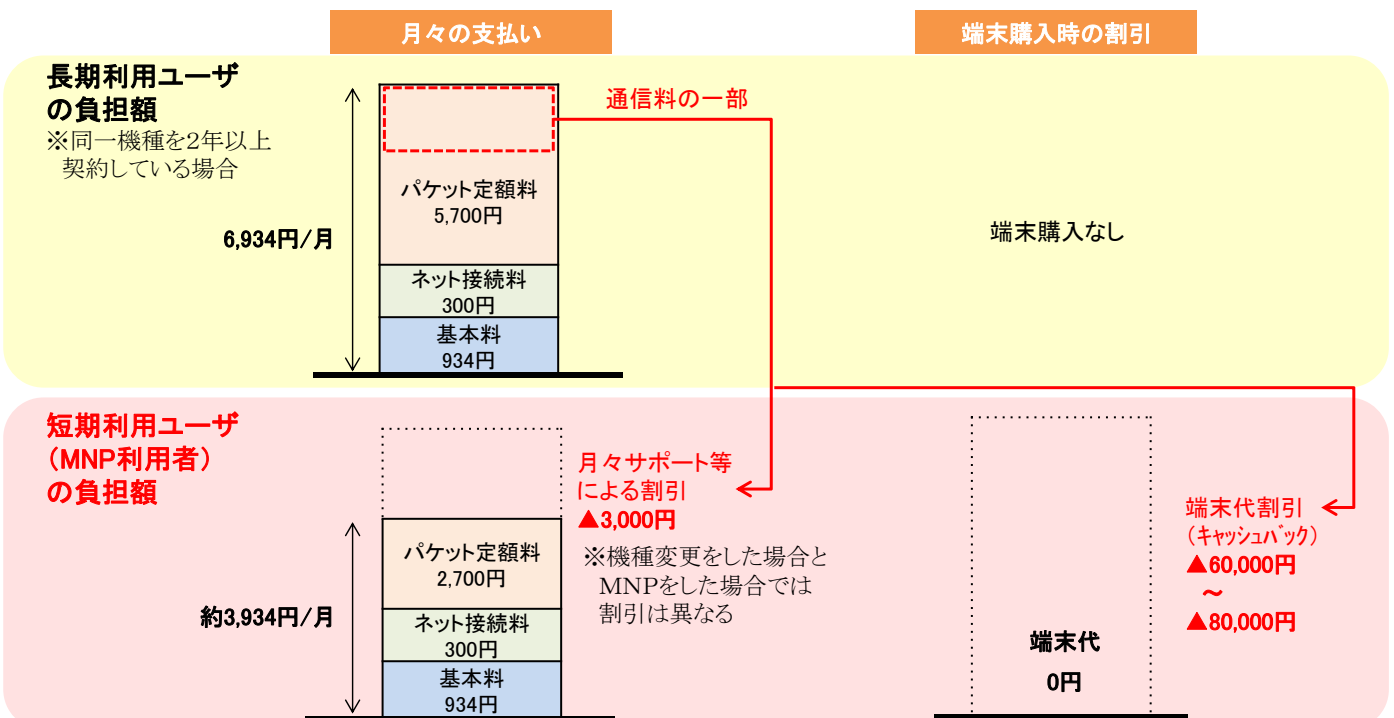 月々の支払い
端末購入時の割引
長期利用ユーザ
の負担額
※同一機種を2年以上
契約している場合
6,934円/月
通信料の一部
パケット定額料
5,700円
ネット接続料
300円
基本料
934円
端末購入なし
短期利用ユーザ
(MNP利用者)
の負担額
約3,934円/月
パケット定額料
2,700円
ネット接続料
300円
基本料
934円
月々サポート等
による割引
▲3,000円
※機種変更をした場合と
MNPをした場合では
割引は異なる
端末代
0円
端末代割引
(ｷｬｯｼｭﾊﾞｯｸ)
▲60,000円
~
▲80,000円